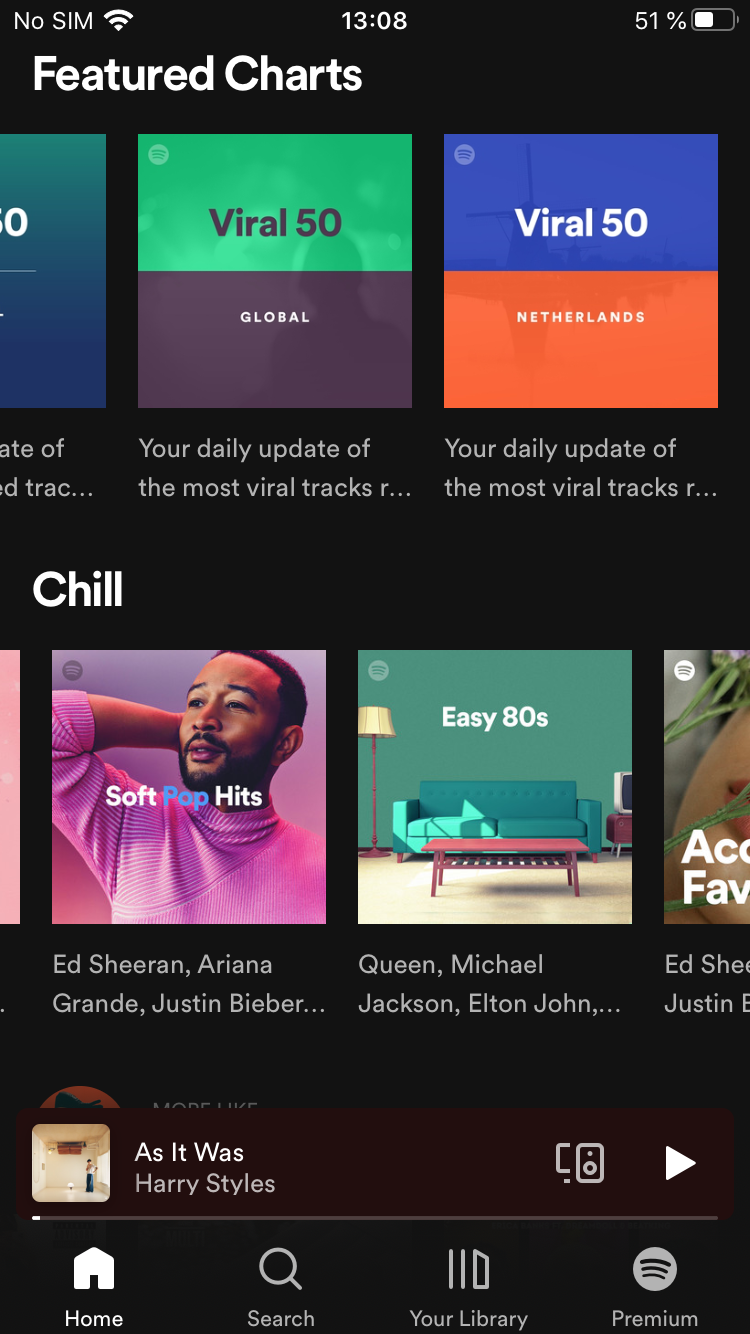 No SIM 13:08 51 %
Featured Charts
50
Viral 50
GLOBAL
Viral 50
NETHERLANDS
ate of
ed trac...
Your daily update of
the most viral tracks r...
Your daily update of
the most viral tracks r...
Chill
Soft Pop Hits
Easy 80s
Acc
Fav
Ed Sheeran, Ariana
Grande, Justin Bieber...
Queen, Michael
Jackson, Elton John,...
Ed Shee
Justin B
MORE LIKE
As It Was
Harry Styles
Home
Search
Your Library
Premium